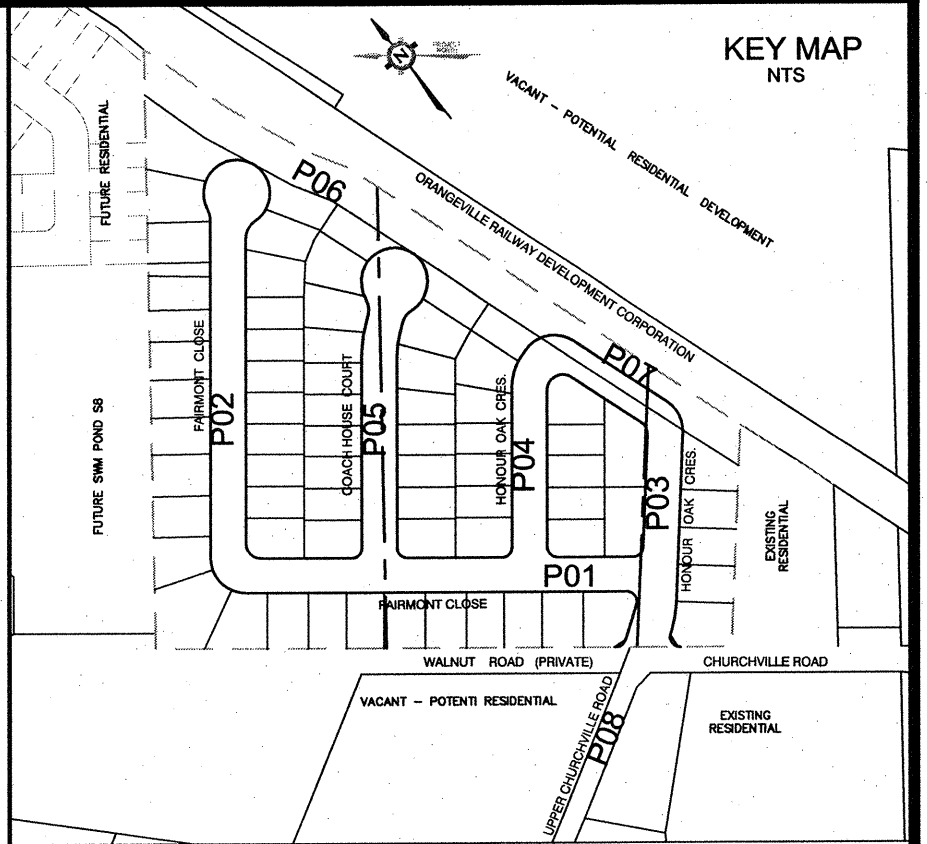 KEY MAP
NTS
PROJECT
NORTH
N
VACANT - POTENTIAL RESIDENTIAL DEVELOPMENT
FUTURE RESIDENTIAL
P06
ORANGEVILLE RAILWAY DEVELOPMENT CORPORATION
P07
FAIRMONT CLOSE
P02
COACH HOUSE COURT
P05
HONOUR OAK CRES.
P04
P03
HONOUR OAK CRES.
FUTURE SWM POND S8
EXISTING
RESIDENTIAL
P01
FAIRMONT CLOSE
WALNUT ROAD (PRIVATE)
CHURCHVILLE ROAD
VACANT - POTENTI RESIDENTIAL
UPPER CHURCHVILLE ROAD
P08
EXISTING
RESIDENTIAL